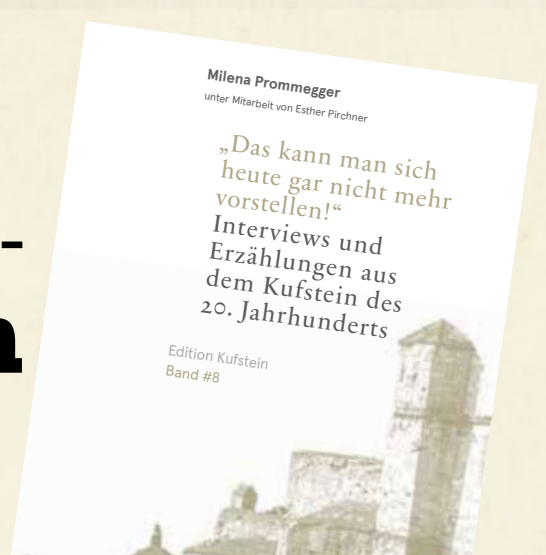 Milena Prommegger
unter Mitarbeit von Esther Pirchner
„Das kann man sich
heute gar nicht mehr
vorstellen!“
Interviews und
Erzählungen aus
dem Kufstein des
20. Jahrhunderts
Edition Kufstein
Band #8